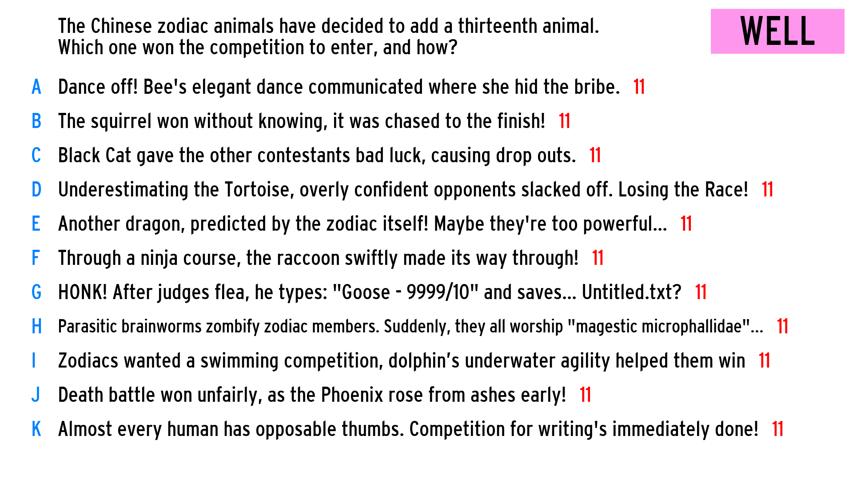 The Chinese zodiac animals have decided to add a thirteenth animal.
Which one won the competition to enter, and how?
WELL
A Dance off! Bee's elegant dance communicated where she hid the bribe. 11
B The squirrel won without knowing, it was chased to the finish! 11
C Black Cat gave the other contestants bad luck, causing drop outs. 11
D Underestimating the Tortoise, overly confident opponents slacked off. Losing the Race! 11
E Another dragon, predicted by the zodiac itself! Maybe they're too powerful... 11
F Through a ninja course, the raccoon swiftly made its way through! 11
G HONK! After judges flea, he types: "Goose - 9999/10" and saves... Untitled.txt? 11
H Parasitic brainworms zombify zodiac members. Suddenly, they all worship "magestic microphallidae"... 11
I Zodiacs wanted a swimming competition, dolphin’s underwater agility helped them win 11
J Death battle won unfairly, as the Phoenix rose from ashes early! 11
K Almost every human has opposable thumbs. Competition for writing's immediately done! 11